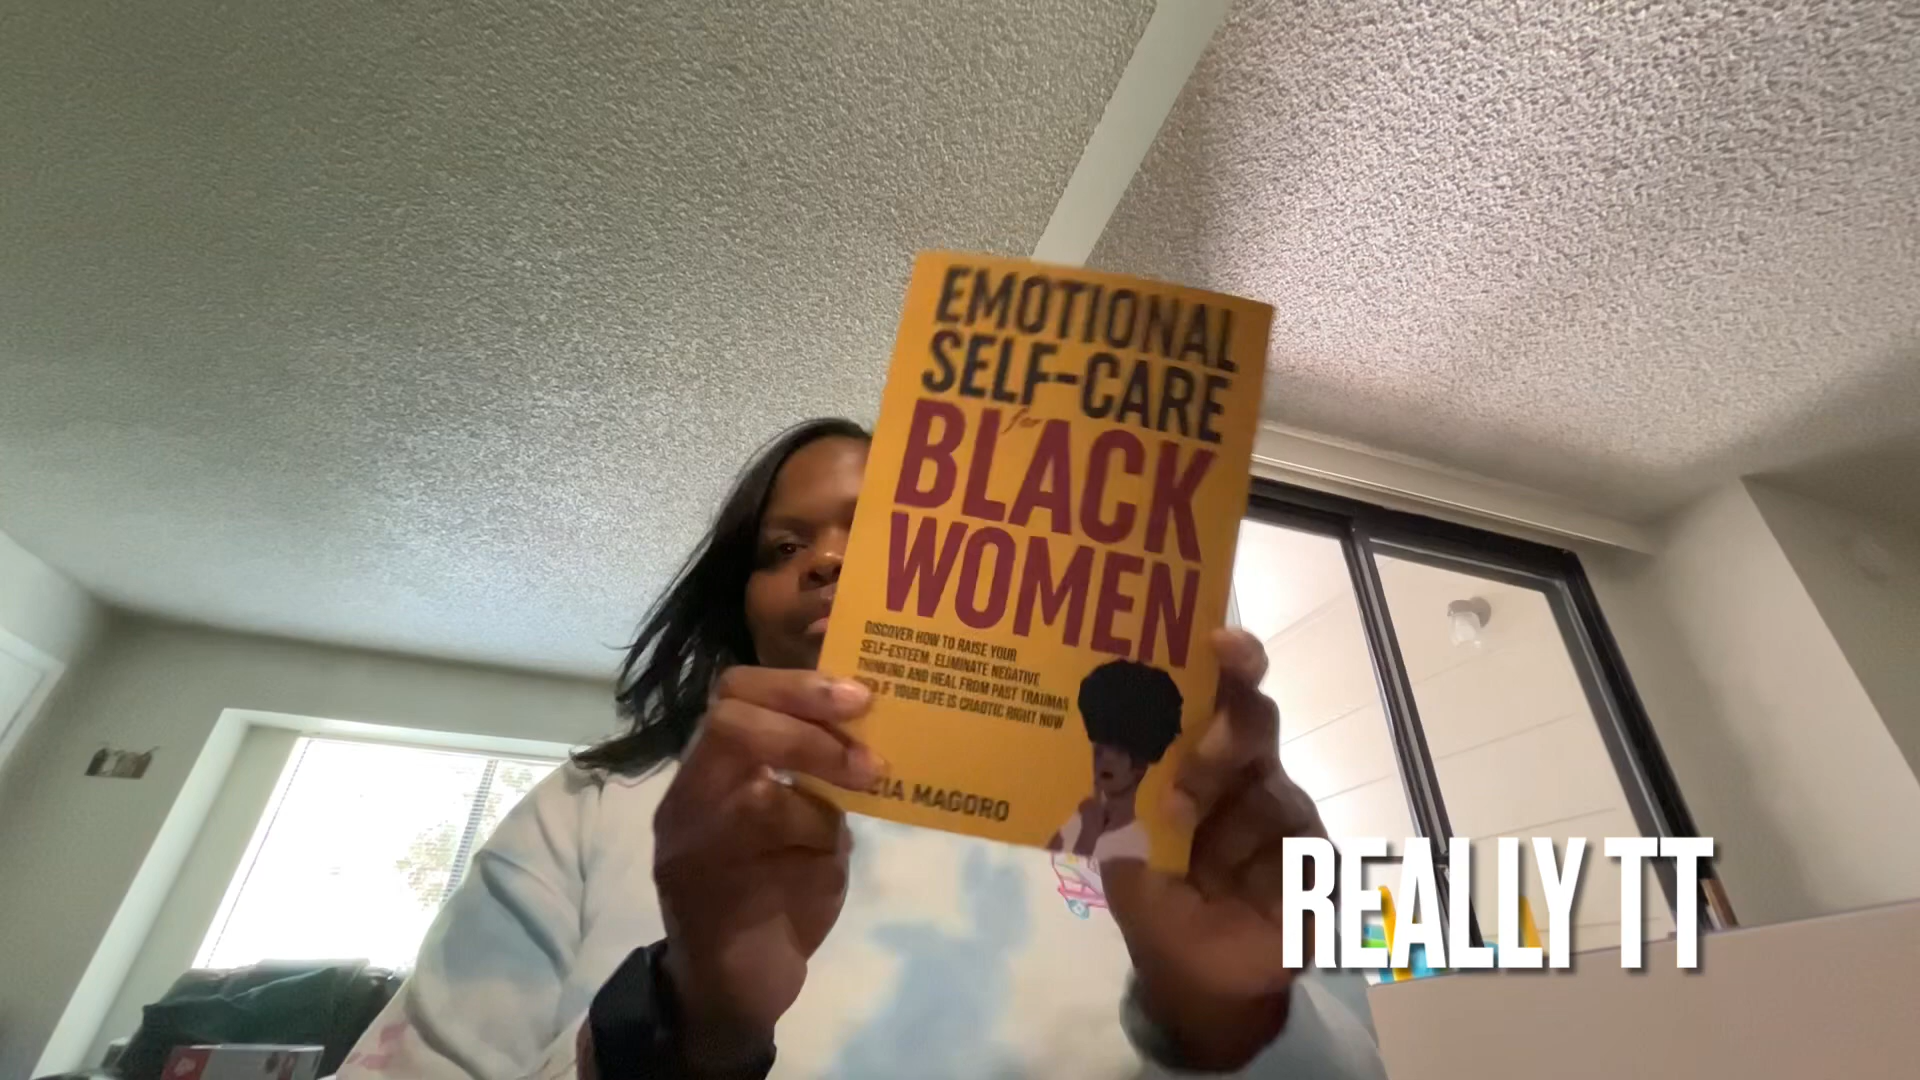 EMOTIONAL
SELF-CARE
for
BLACK
WOMEN
DISCOVER HOW TO RAISE YOUR
SELF-ESTEEM, ELIMINATE NEGATIVE
THINKING AND HEAL FROM PAST TRAUMAS
IF YOUR LIFE IS CHAOTIC RIGHT NOW
MAGORO
REALLY TT